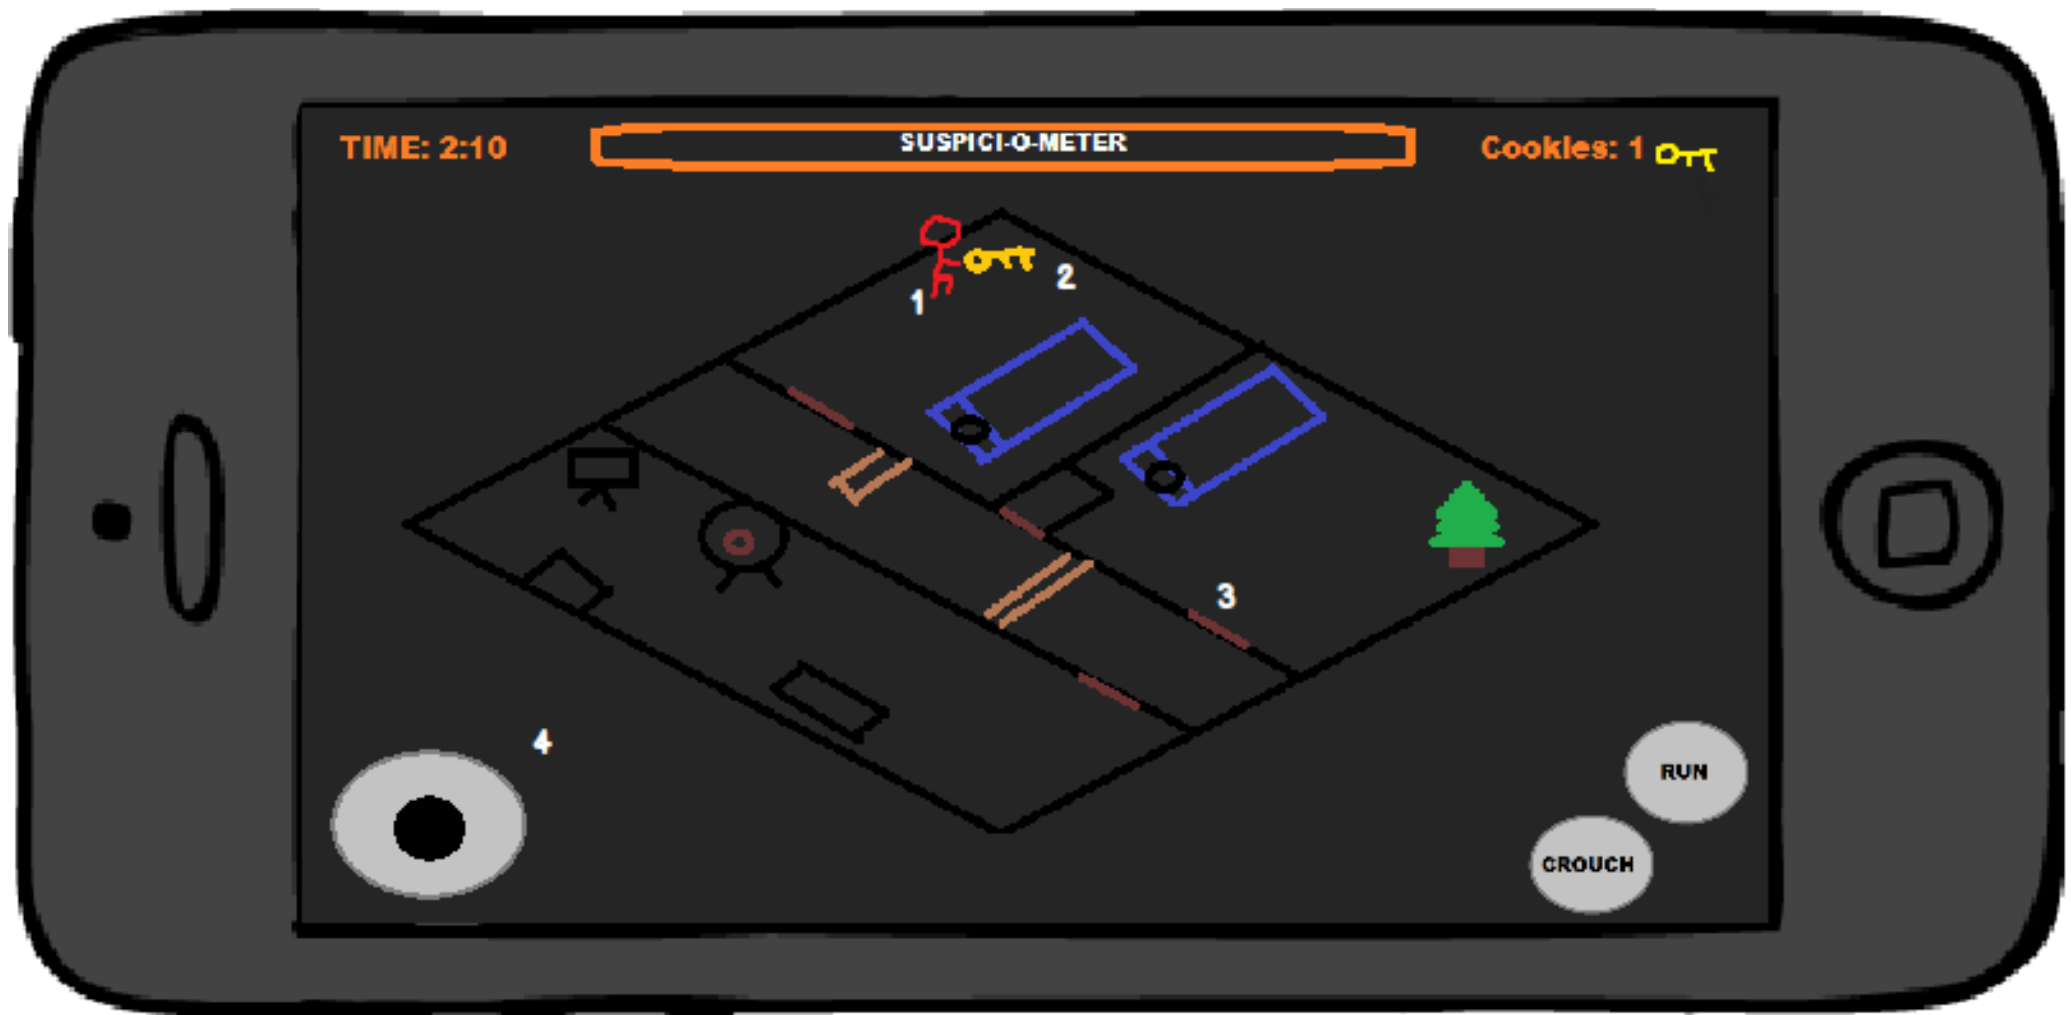 TIME: 2:10
SUSPICI-O-METER
Cookies: 1
2
1
3
4
RUN
CROUCH